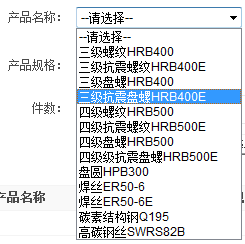 产品名称： --请选择--
--请选择--
三级螺纹HRB400
产品规格： 三级抗震螺纹HRB400E
三级盘螺HRB400
三级抗震盘螺HRB400E
件数： 四级螺纹HRB500
四级抗震螺纹HRB500E
四级盘螺HRB500
四级级抗震盘螺HRB500E
盘圆HPB300
焊丝ER50-6
产品名称 焊丝ER50-6E
碳素结构钢Q195
高碳钢丝SWRS82B